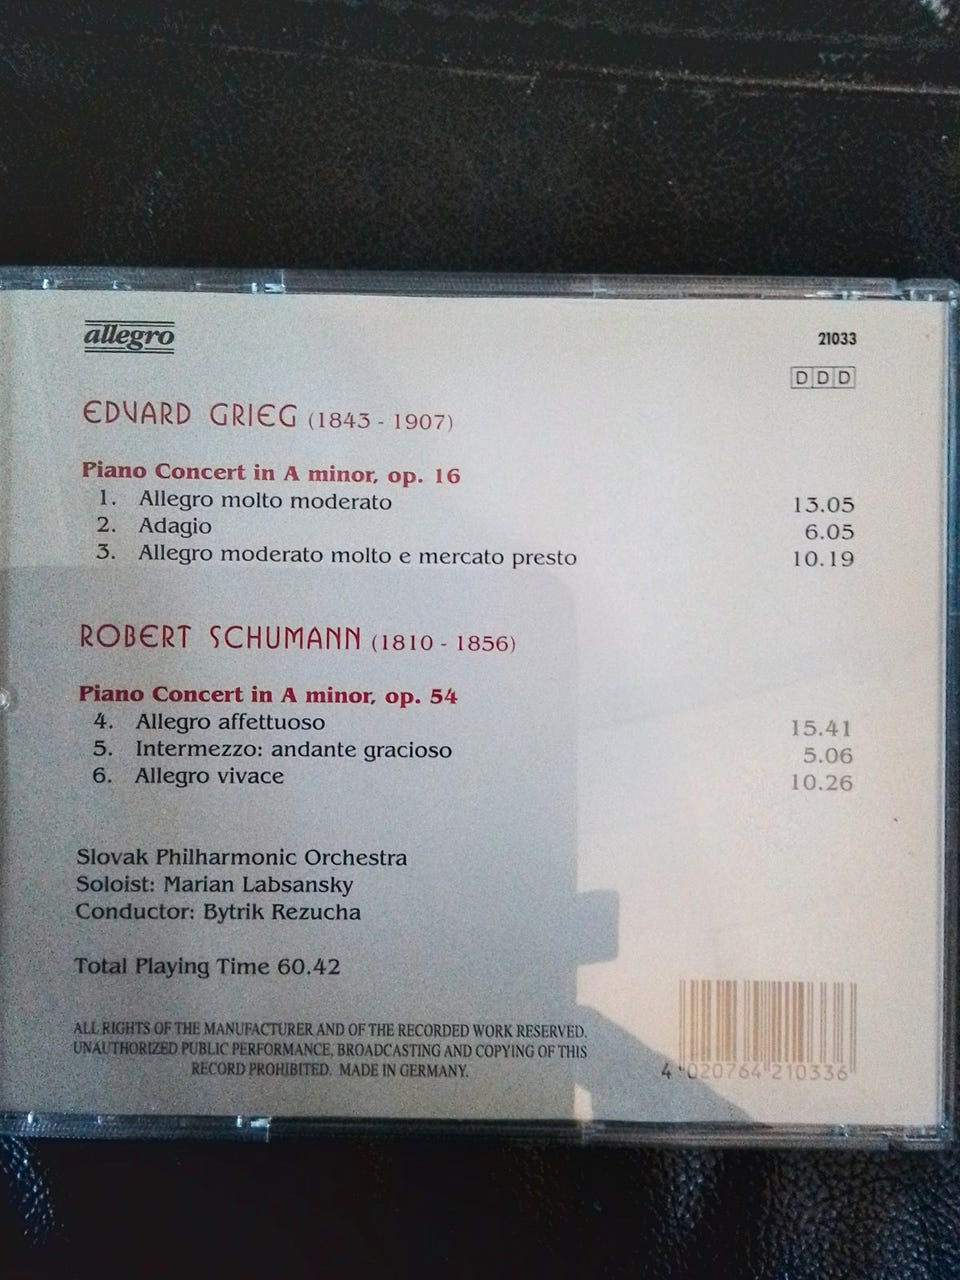 allegro 21033
DDD
EDVARD GRIEG (1843 - 1907)
Piano Concert in A minor, op. 16
1. Allegro molto moderato 13.05
2. Adagio 6.05
3. Allegro moderato molto e mercato presto 10.19
ROBERT SCHUMANN (1810 - 1856)
Piano Concert in A minor, op. 54
4. Allegro affettuoso 15.41
5. Intermezzo: andante gracioso 5.06
6. Allegro vivace 10.26
Slovak Philharmonic Orchestra
Soloist: Marian Labsansky
Conductor: Bytrik Rezucha
Total Playing Time 60.42
ALL RIGHTS OF THE MANUFACTURER AND OF THE RECORDED WORK RESERVED.
UNAUTHORIZED PUBLIC PERFORMANCE, BROADCASTING AND COPYING OF THIS
RECORD PROHIBITED. MADE IN GERMANY.
4 020764 210336